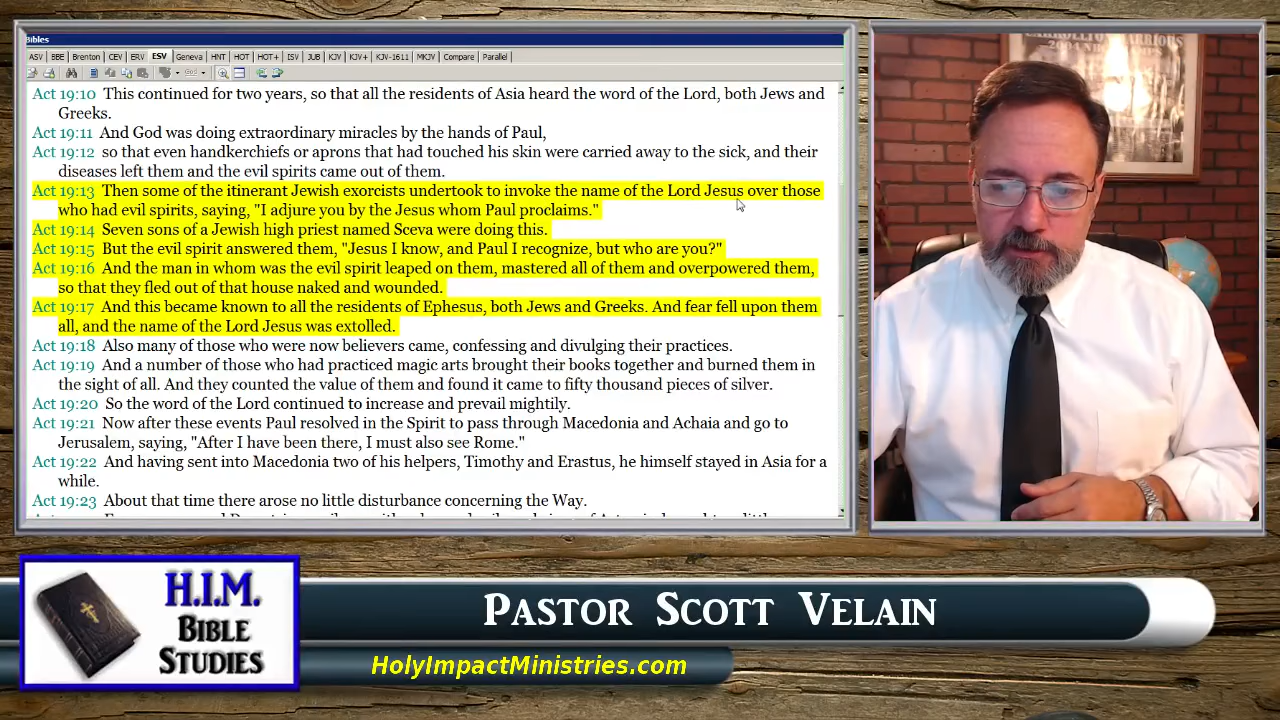 Bibles
ASV BBE Brenton CEV ERV ESV Geneva HNT HOT HOT+ ISV JUB KJV KJV+ KJV-1611 MKJV Compare Parallel
Act 19:10 This continued for two years, so that all the residents of Asia heard the word of the Lord, both Jews and
Greeks.
Act 19:11 And God was doing extraordinary miracles by the hands of Paul,
Act 19:12 so that even handkerchiefs or aprons that had touched his skin were carried away to the sick, and their
diseases left them and the evil spirits came out of them.
Act 19:13 Then some of the itinerant Jewish exorcists undertook to invoke the name of the Lord Jesus over those
who had evil spirits, saying, "I adjure you by the Jesus whom Paul proclaims."
Act 19:14 Seven sons of a Jewish high priest named Sceva were doing this.
Act 19:15 But the evil spirit answered them, "Jesus I know, and Paul I recognize, but who are you?"
Act 19:16 And the man in whom was the evil spirit leaped on them, mastered all of them and overpowered them,
so that they fled out of that house naked and wounded.
Act 19:17 And this became known to all the residents of Ephesus, both Jews and Greeks. And fear fell upon them
all, and the name of the Lord Jesus was extolled.
Act 19:18 Also many of those who were now believers came, confessing and divulging their practices.
Act 19:19 And a number of those who had practiced magic arts brought their books together and burned them in
the sight of all. And they counted the value of them and found it came to fifty thousand pieces of silver.
Act 19:20 So the word of the Lord continued to increase and prevail mightily.
Act 19:21 Now after these events Paul resolved in the Spirit to pass through Macedonia and Achaia and go to
Jerusalem, saying, "After I have been there, I must also see Rome."
Act 19:22 And having sent into Macedonia two of his helpers, Timothy and Erastus, he himself stayed in Asia for a
while.
Act 19:23 About that time there arose no little disturbance concerning the Way.
H.I.M.
BIBLE
STUDIES
PASTOR SCOTT VELAIN
HolyImpactMinistries.com